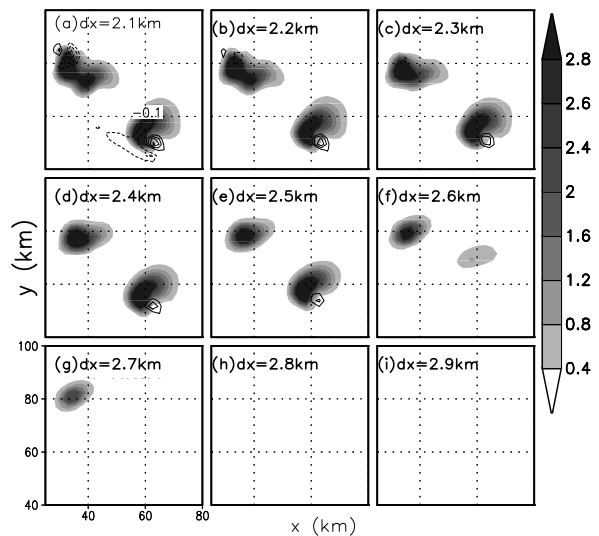 (a)dx=2.1km
(b)dx=2.2km
(c)dx=2.3km
-0.1
(d)dx=2.4km
(e)dx=2.5km
(f)dx=2.6km
(g)dx=2.7km
(h)dx=2.8km
(i)dx=2.9km
y (km)
100
80
60
40
40
60
80
x (km)
2.8
2.6
2.4
2
1.6
1.2
0.8
0.4